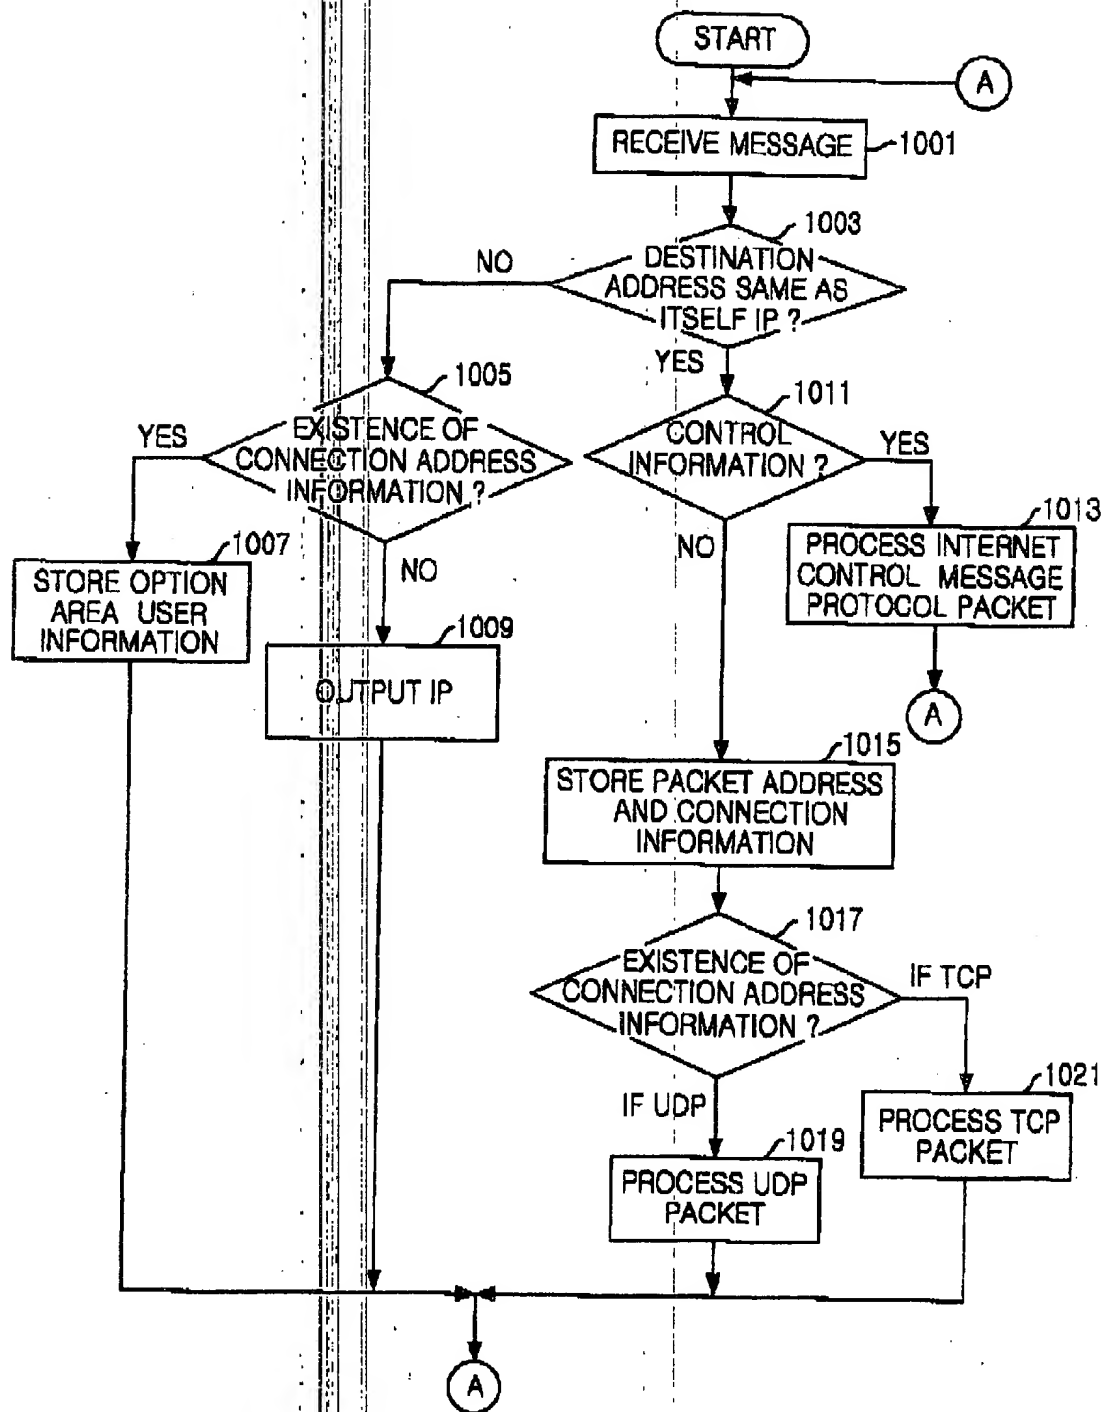 START
A
RECEIVE MESSAGE
1001
1003
DESTINATION
ADDRESS SAME AS
ITSELF IP ?
NO
YES
1005
EXISTENCE OF
CONNECTION ADDRESS
INFORMATION ?
YES
NO
1011
CONTROL
INFORMATION ?
YES
NO
1007
STORE OPTION
AREA USER
INFORMATION
1009
OUTPUT IP
1013
PROCESS INTERNET
CONTROL MESSAGE
PROTOCOL PACKET
A
1015
STORE PACKET ADDRESS
AND CONNECTION
INFORMATION
1017
EXISTENCE OF
CONNECTION ADDRESS
INFORMATION ?
IF TCP
IF UDP
1021
PROCESS TCP
PACKET
1019
PROCESS UDP
PACKET
A